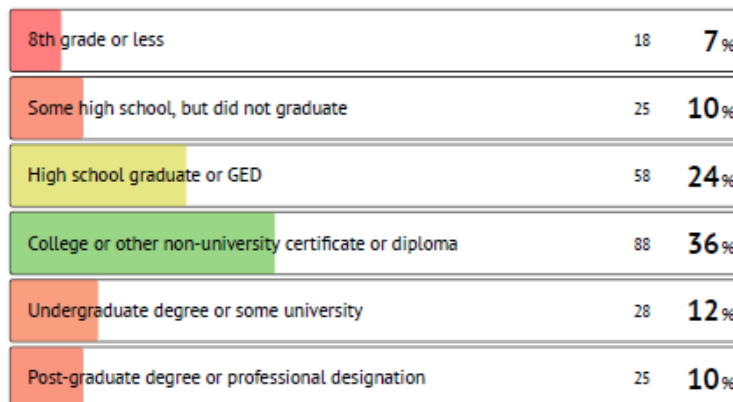 8th grade or less 18 7%
Some high school, but did not graduate 25 10%
High school graduate or GED 58 24%
College or other non-university certificate or diploma 88 36%
Undergraduate degree or some university 28 12%
Post-graduate degree or professional designation 25 10%